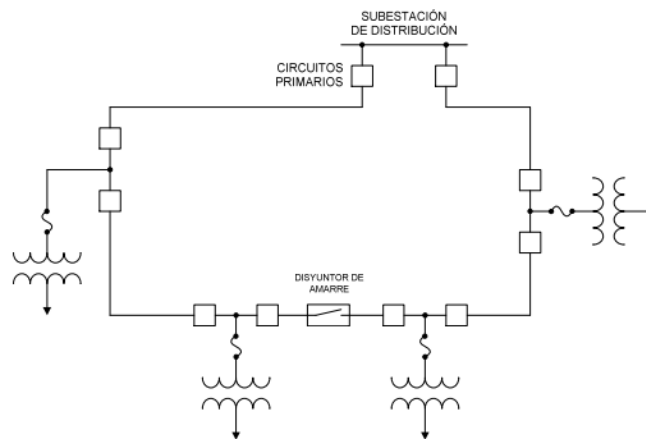 SUBESTACIÓN
DE DISTRIBUCIÓN
CIRCUITOS
PRIMARIOS
DISYUNTOR DE
AMARRE